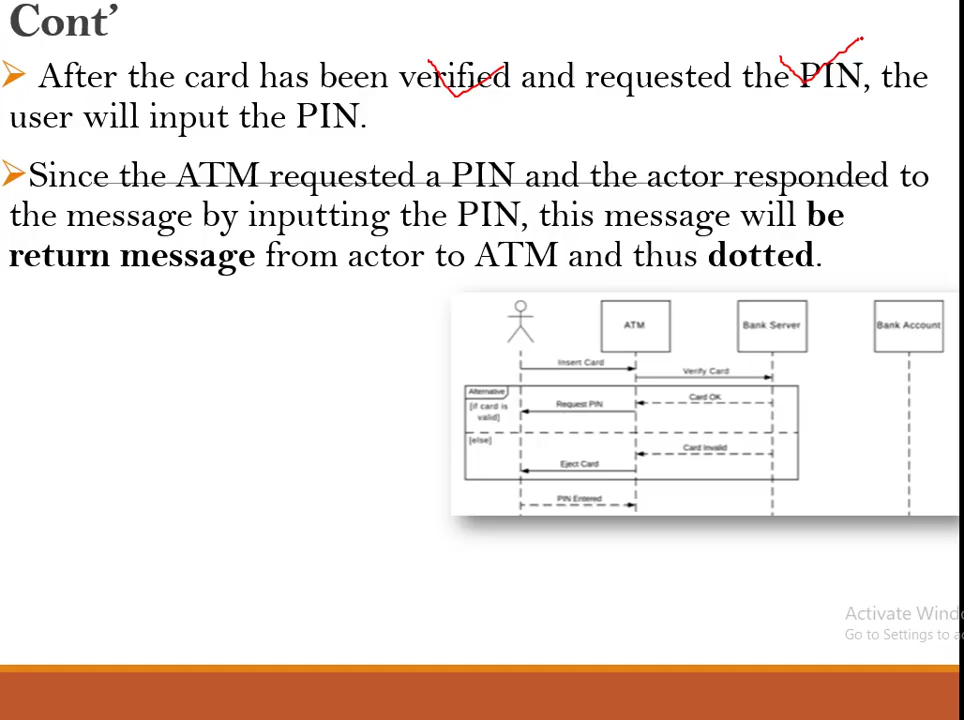 Cont’
After the card has been verified and requested the PIN, the
user will input the PIN.
Since the ATM requested a PIN and the actor responded to
the message by inputting the PIN, this message will be
return message from actor to ATM and thus dotted.
ATM
Bank Server
Bank Account
Insert Card
Verify Card
Alternative
[if card is
valid]
Request PIN
Card OK
[else]
Card Invalid
Eject Card
PIN Entered
Activate Windo
Go to Settings to a